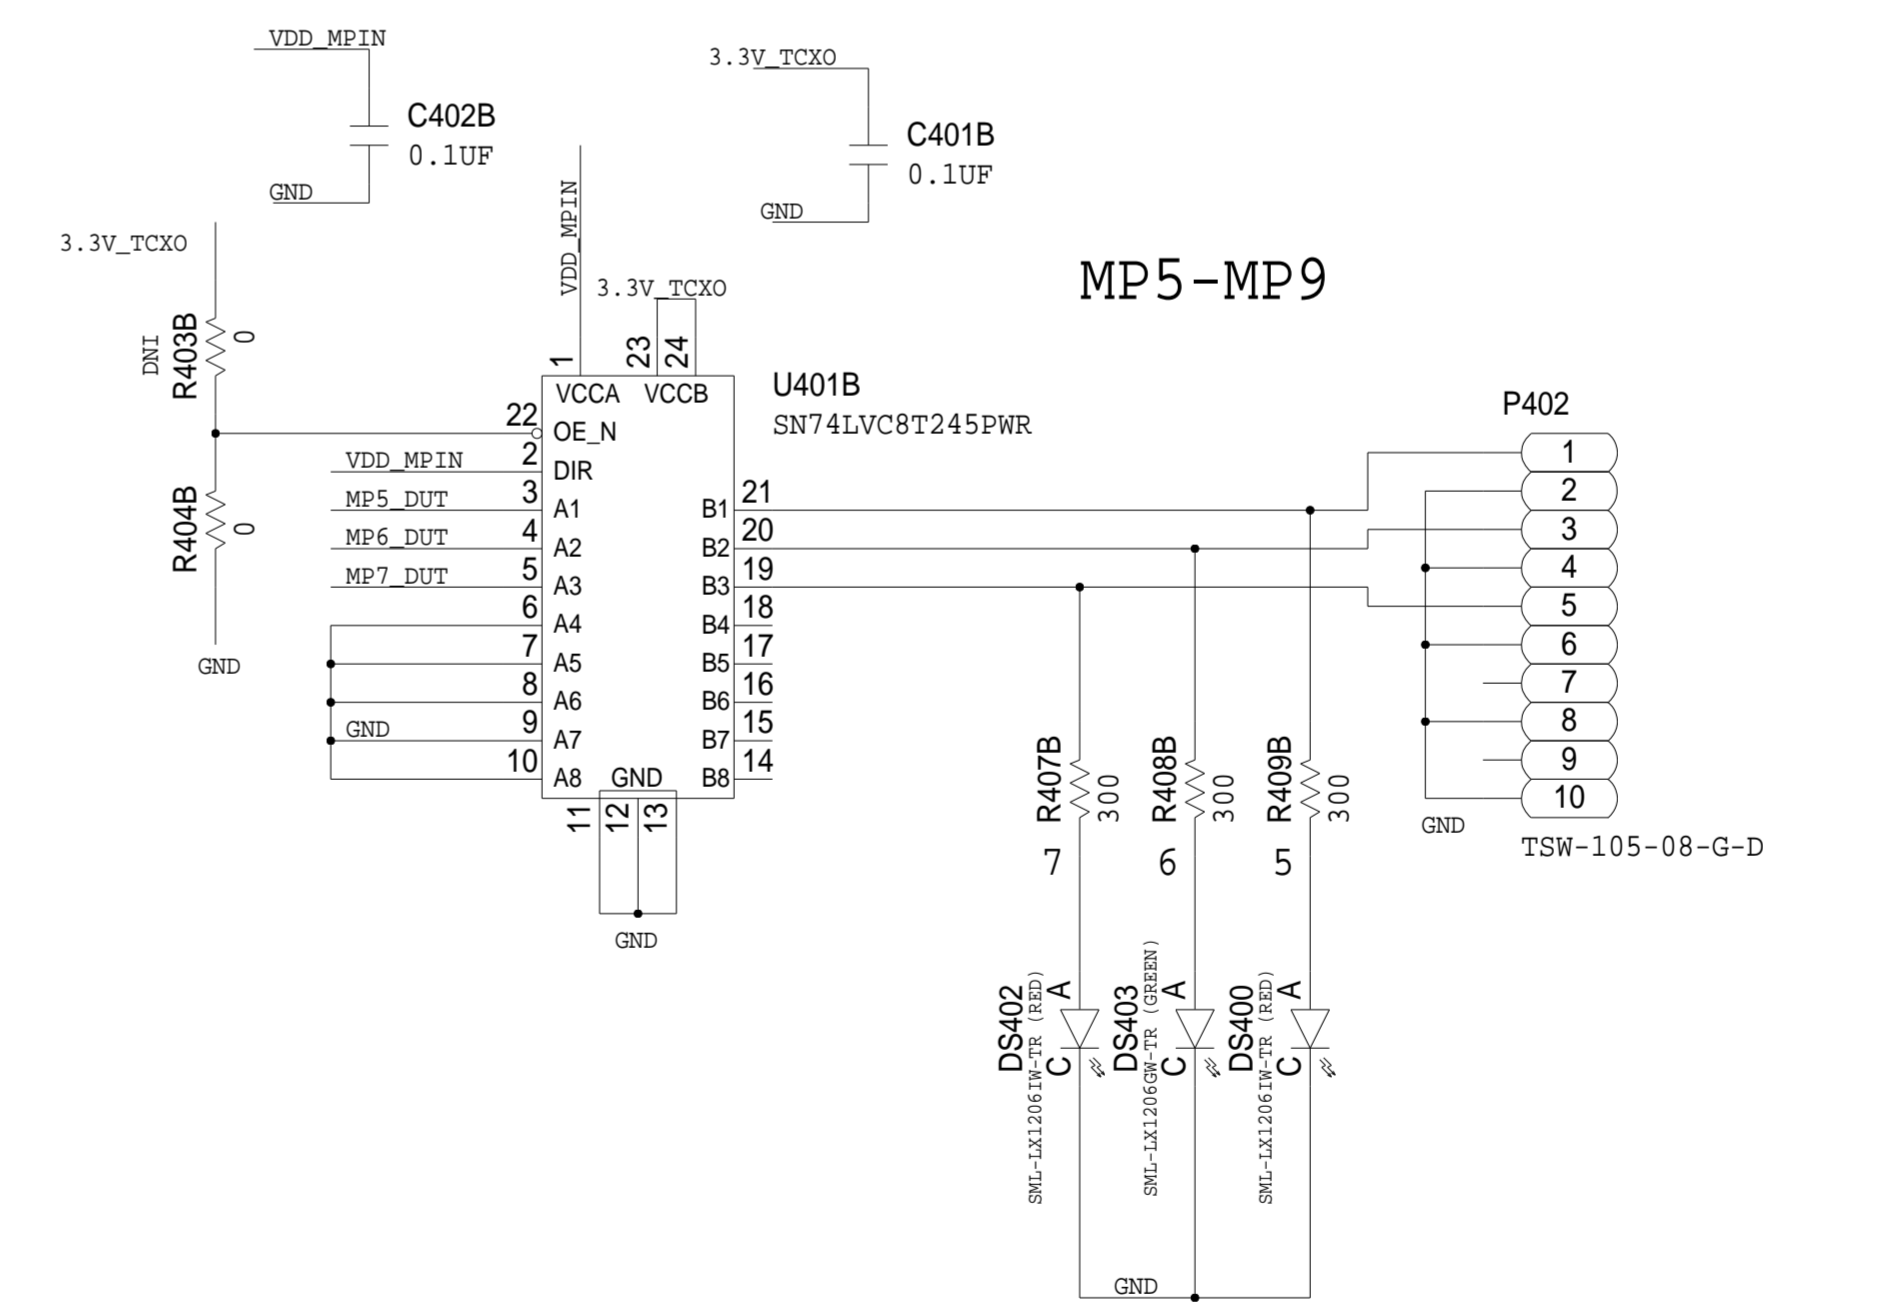 VDD_MPIN
C402B
0.1UF
GND
3.3V_TCXO
C401B
0.1UF
GND
3.3V_TCXO
DNI
R403B
0
R404B
0
GND
VDD_MPIN
3.3V_TCXO
MP5-MP9
1
23
24
VCCA
VCCB
U401B
SN74LVC8T245PWR
22
OE_N
VDD_MPIN
2
DIR
MP5_DUT
3
A1
MP6_DUT
4
A2
MP7_DUT
5
A3
6
A4
7
A5
8
A6
GND
9
A7
10
A8
GND
B1
21
B2
20
B3
19
B4
18
B5
17
B6
16
B7
15
B8
14
11
12
13
GND
P402
1
2
3
4
5
6
7
8
9
10
GND
TSW-105-08-G-D
R407B
300
7
R408B
300
6
R409B
300
5
DS402
SML-LX1206IW-TR (RED)
A
C
DS403
SML-LX1206GW-TR (GREEN)
A
C
DS400
SML-LX1206IW-TR (RED)
A
C
GND